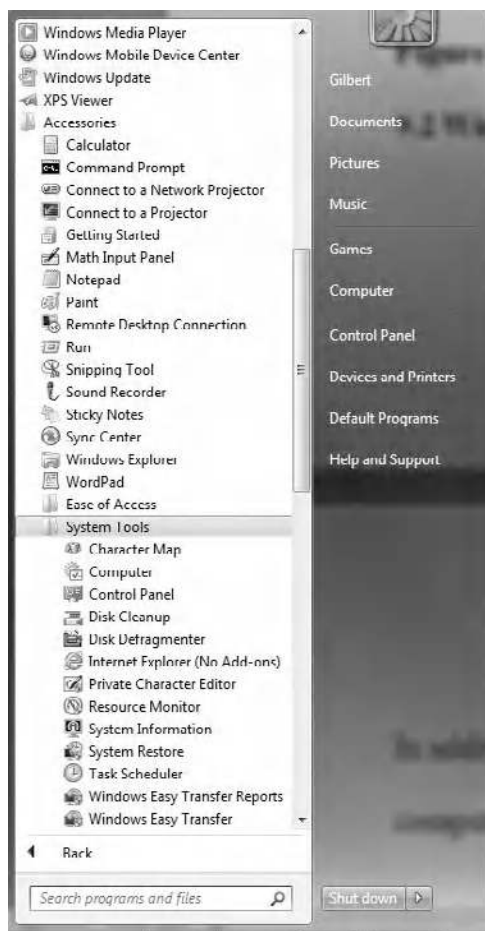 Windows Media Player
Windows Mobile Device Center
Windows Update
XPS Viewer
Accessories
Calculator
Command Prompt
Connect to a Network Projector
Connect to a Projector
Getting Started
Math Input Panel
Notepad
Paint
Remote Desktop Connection
Run
Snipping Tool
Sound Recorder
Sticky Notes
Sync Center
Windows Explorer
WordPad
Ease of Access
System Tools
Character Map
Computer
Control Panel
Disk Cleanup
Disk Defragmenter
Internet Explorer (No Add-ons)
Private Character Editor
Resource Monitor
System Information
System Restore
Task Scheduler
Windows Easy Transfer Reports
Windows Easy Transfer
Back
Search programs and files
Gilbert
Documents
Pictures
Music
Games
Computer
Control Panel
Devices and Printers
Default Programs
Help and Support
Shut down